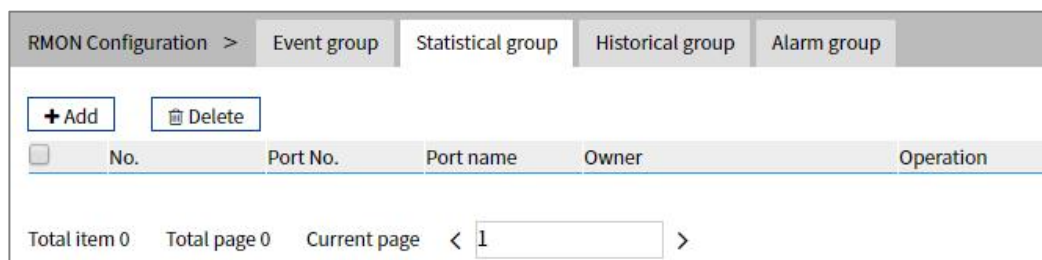 RMON Configuration > Event group Statistical group Historical group Alarm group
+ Add Delete
No. Port No. Port name Owner Operation
Total item 0 Total page 0 Current page < 1 >